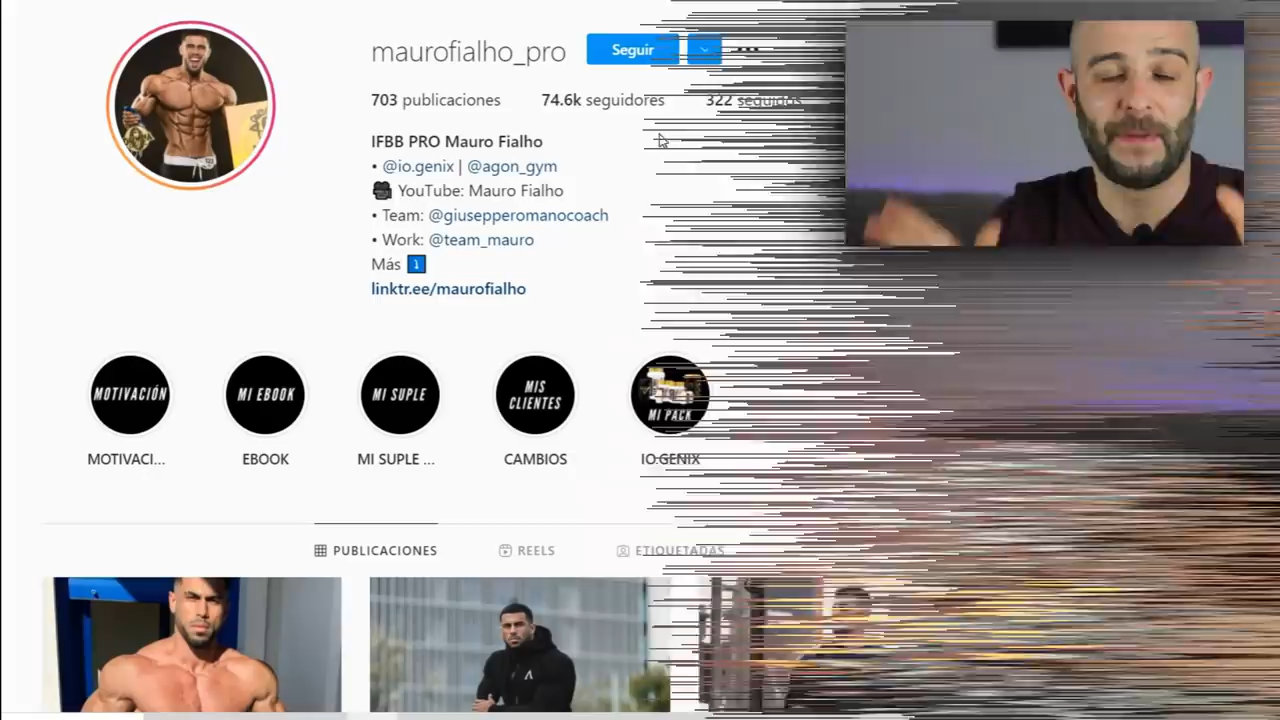 maurofialho_pro
Seguir
703 publicaciones 74.6k seguidores 322 seguidos
IFBB PRO Mauro Fialho
• @io.genix | @agon_gym
YouTube: Mauro Fialho
• Team: @giusepperomanocoach
• Work: @team_mauro
Más
linktr.ee/maurofialho
MOTIVACIÓN
MI EBOOK
MI SUPLE
MIS
CLIENTES
MI PACK
MOTIVACI...
EBOOK
MI SUPLE ...
CAMBIOS
IO.GENIX
PUBLICACIONES
REELS
ETIQUETADAS